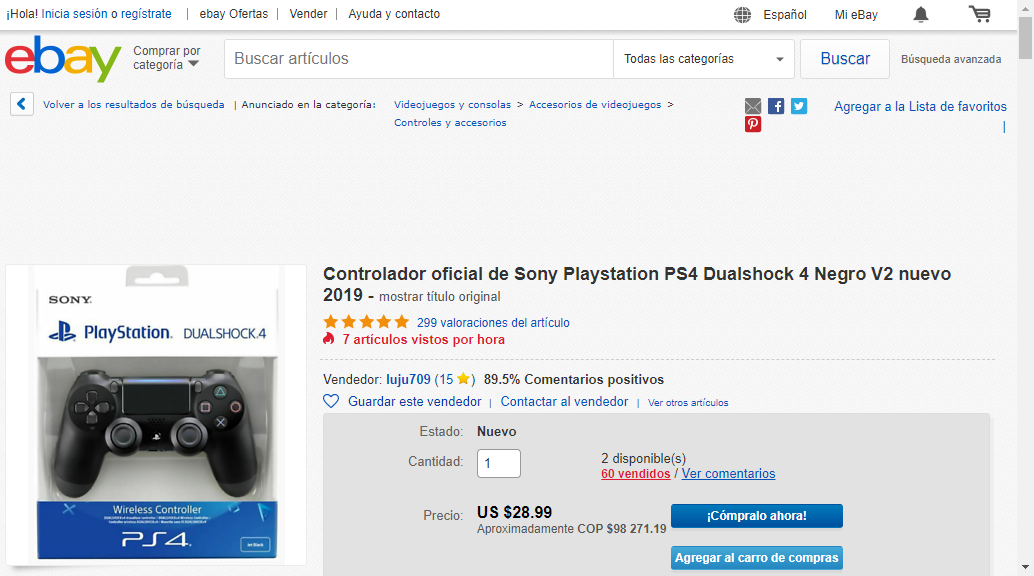 ¡Hola! Inicia sesión o regístrate | ebay Ofertas | Vender | Ayuda y contacto Español Mi eBay
ebay Comprar por categoría Buscar artículos Todas las categorías Buscar Búsqueda avanzada
Volver a los resultados de búsqueda | Anunciado en la categoría: Videojuegos y consolas > Accesorios de videojuegos > Agregar a la Lista de favoritos
Controles y accesorios |
Controlador oficial de Sony Playstation PS4 Dualshock 4 Negro V2 nuevo
2019 - mostrar título original
SONY
PlayStation DUALSHOCK.4
299 valoraciones del artículo
7 artículos vistos por hora
Vendedor: luju709 (15 ) 89.5% Comentarios positivos
Guardar este vendedor | Contactar al vendedor | Ver otros artículos
Estado: Nuevo
Cantidad: 1 2 disponible(s)
60 vendidos / Ver comentarios
Wireless Controller
PS4
Jet Black
Precio: US $28.99 ¡Cómpralo ahora!
Aproximadamente COP $98 271.19
Agregar al carro de compras